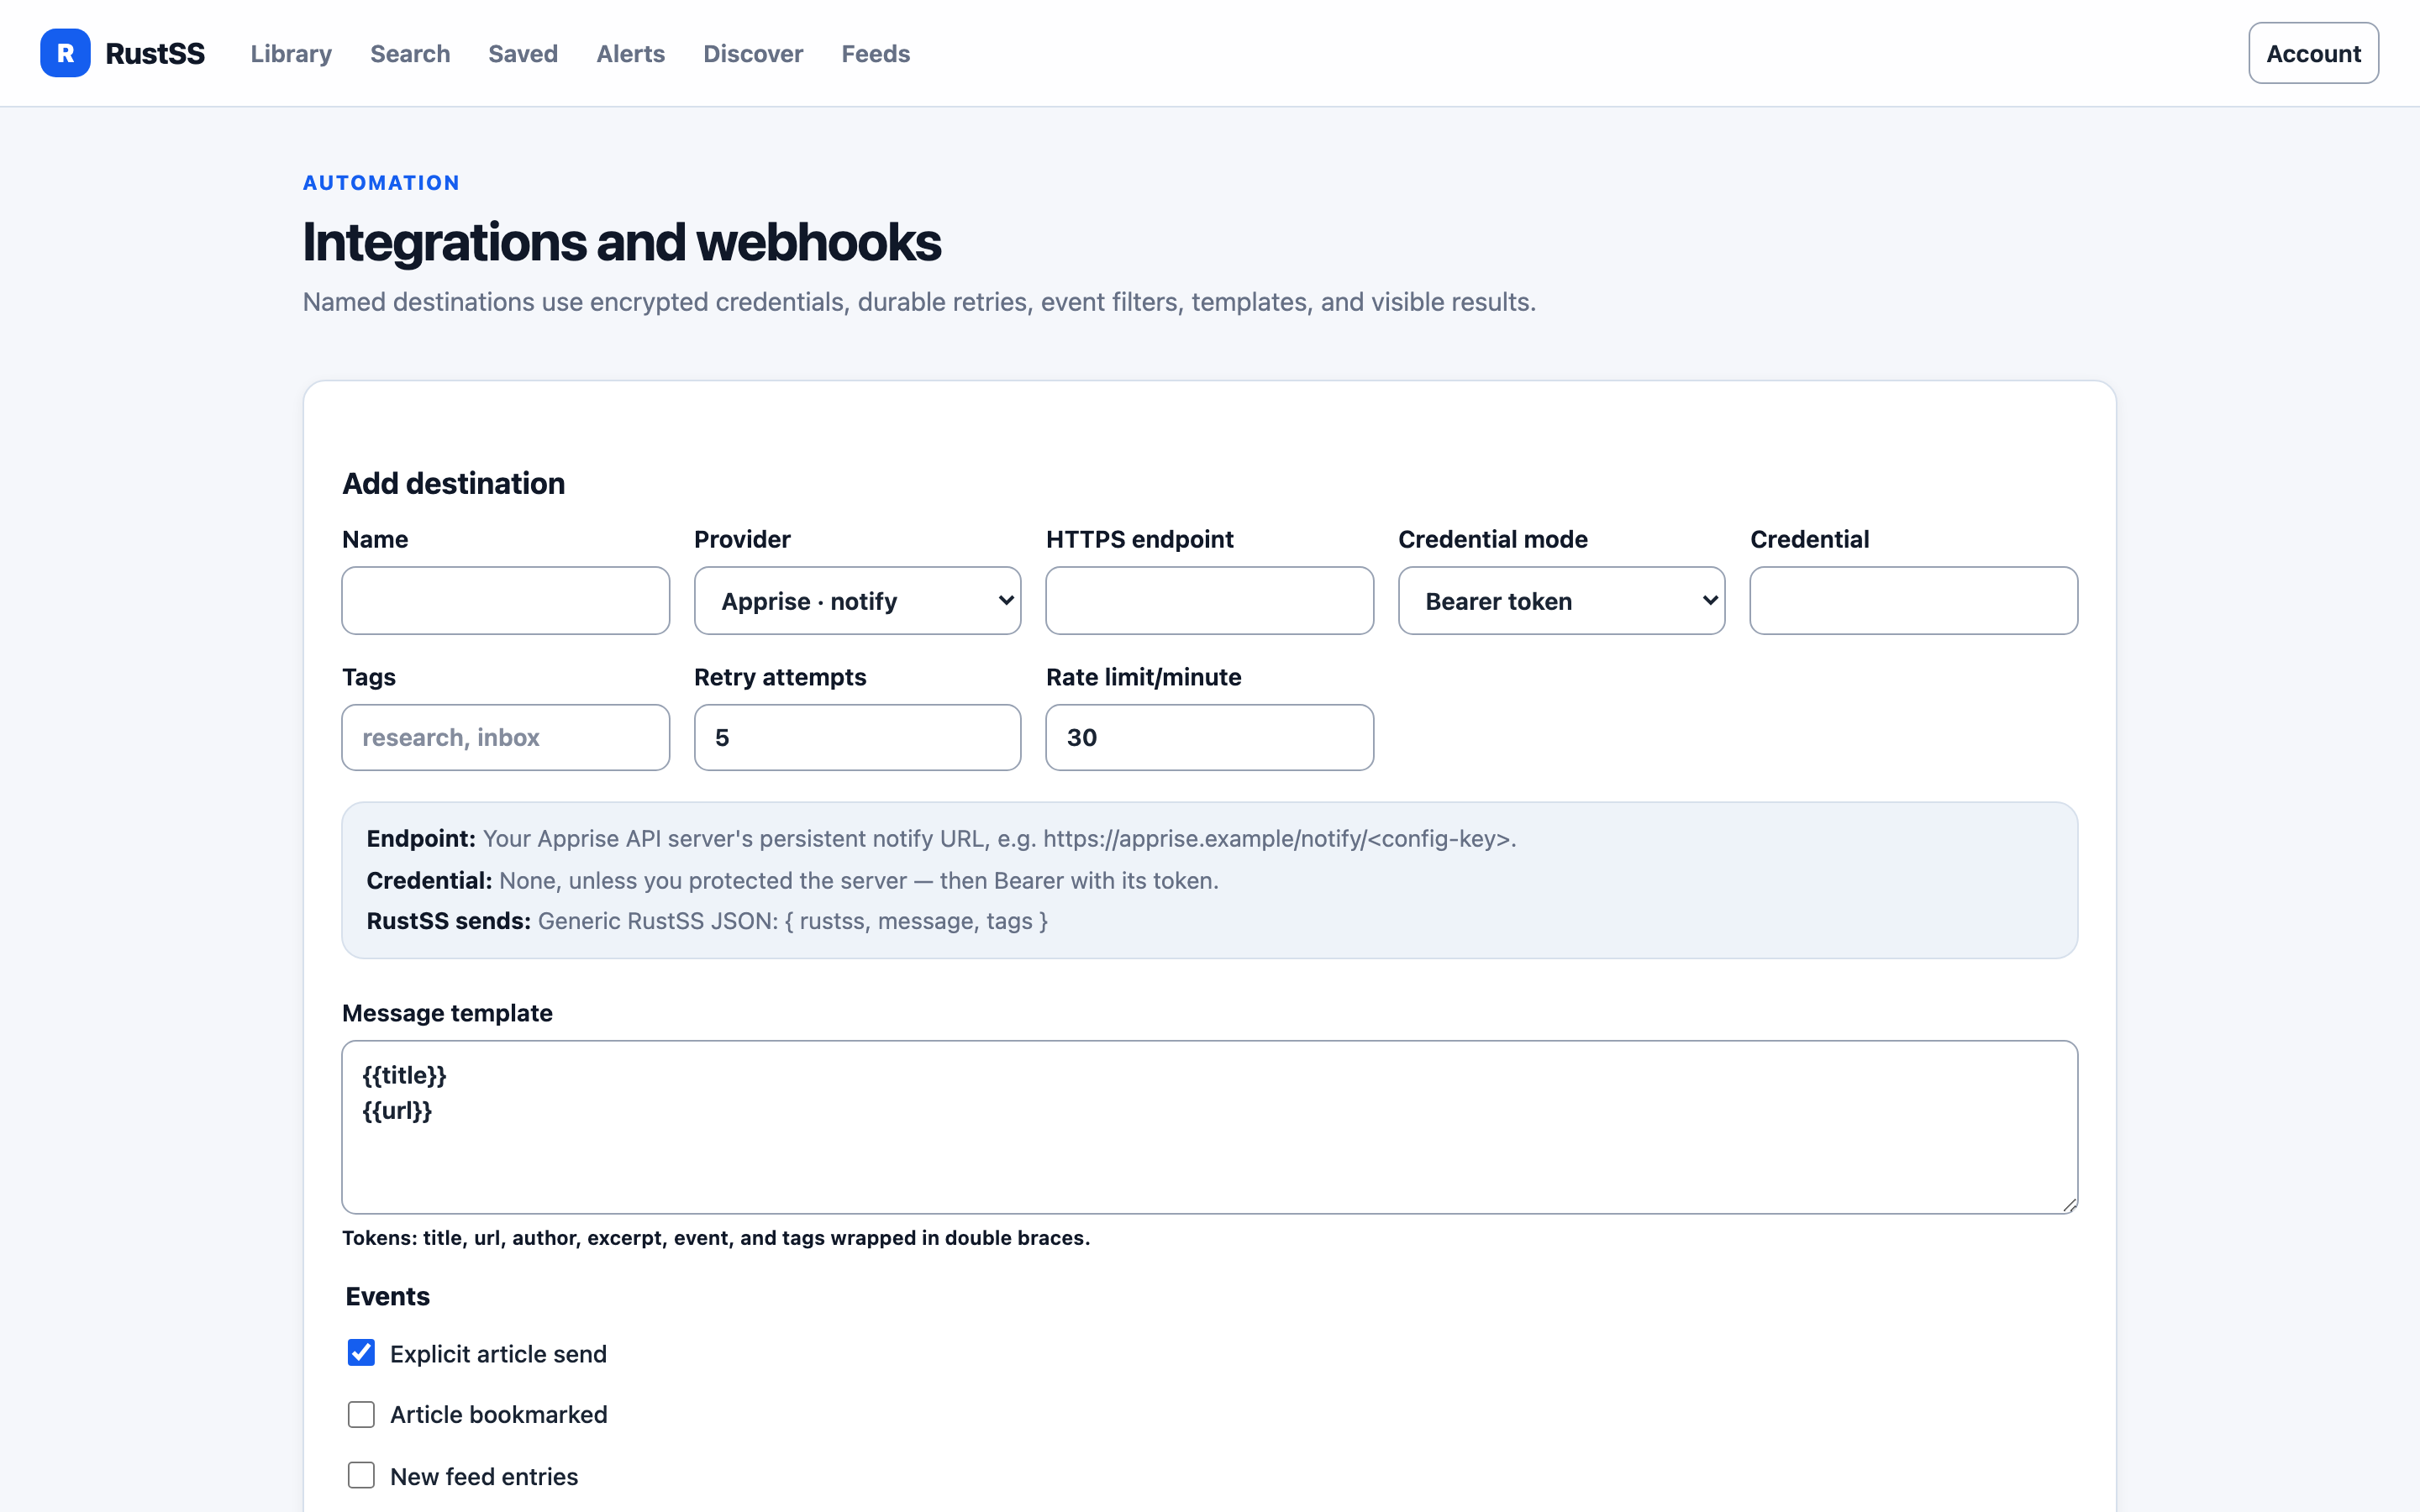 R RustSS Library Search Saved Alerts Discover Feeds Account
AUTOMATION
Integrations and webhooks
Named destinations use encrypted credentials, durable retries, event filters, templates, and visible results.
Add destination
Name Provider HTTPS endpoint Credential mode Credential
Apprise · notify Bearer token
Tags Retry attempts Rate limit/minute
research, inbox 5 30
Endpoint: Your Apprise API server's persistent notify URL, e.g. https://apprise.example/notify/<config-key>.
Credential: None, unless you protected the server — then Bearer with its token.
RustSS sends: Generic RustSS JSON: { rustss, message, tags }
Message template
{{title}}
{{url}}
Tokens: title, url, author, excerpt, event, and tags wrapped in double braces.
Events
Explicit article send
Article bookmarked
New feed entries